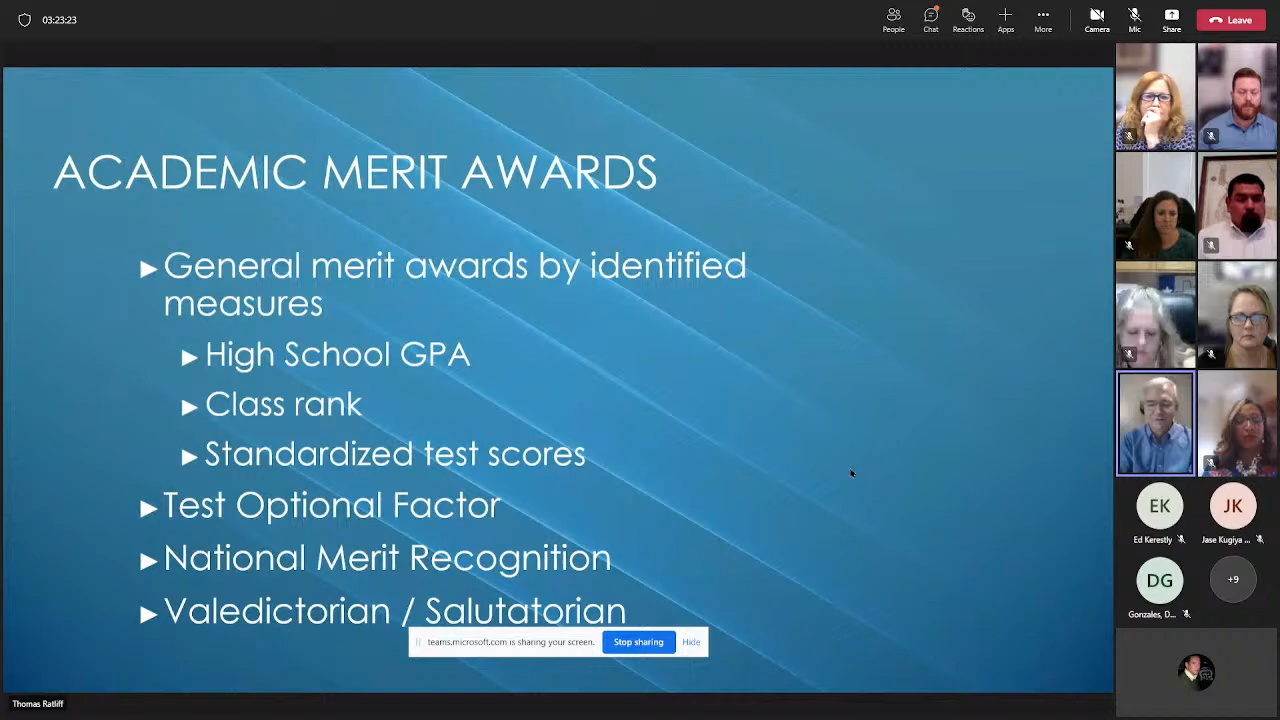 03:23:23
People
Chat
Reactions
Apps
More
Camera
Mic
Share
Leave
ACADEMIC MERIT AWARDS
General merit awards by identified
measures
High School GPA
Class rank
Standardized test scores
Test Optional Factor
National Merit Recognition
Valedictorian / Salutatorian
teams.microsoft.com is sharing your screen.
Stop sharing
Hide
EK
Ed Kerestly
JK
Jase Kugiya ...
DG
Gonzales, D...
+9
Thomas Ratliff